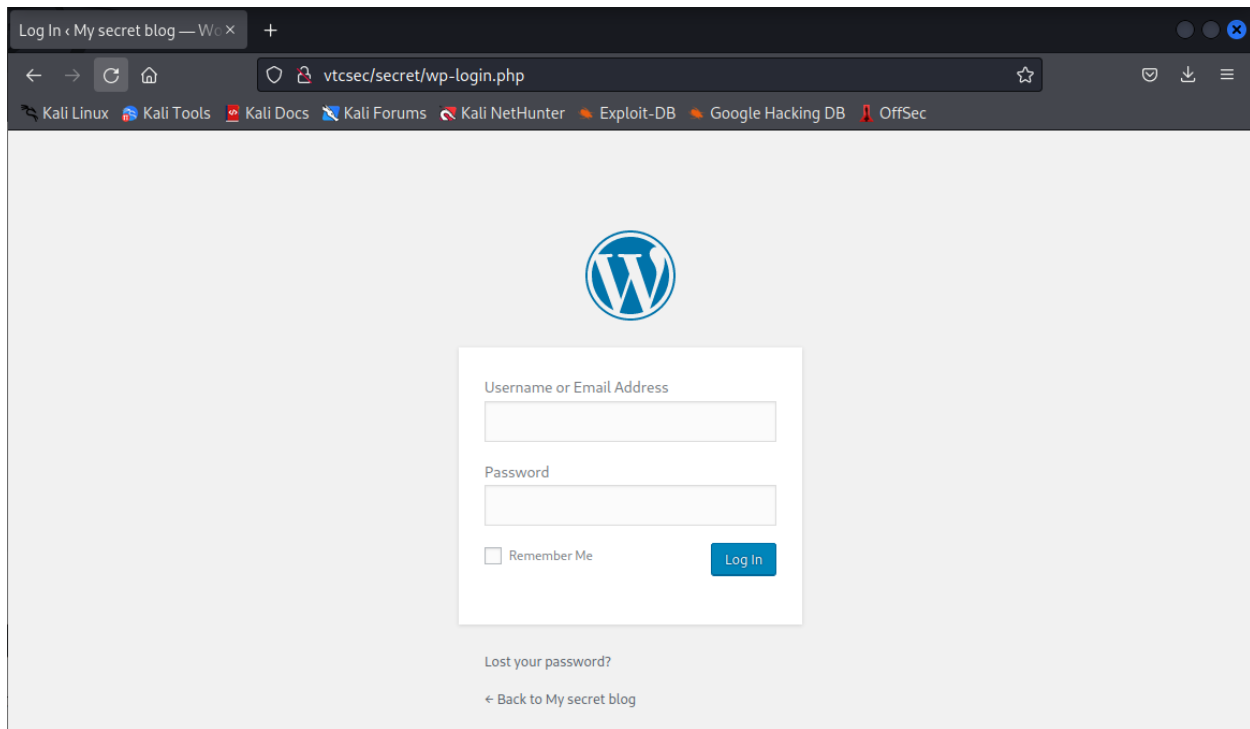 Log In ‹ My secret blog — Wo
vtcsec/secret/wp-login.php
Kali Linux Kali Tools Kali Docs Kali Forums Kali NetHunter Exploit-DB Google Hacking DB OffSec
Username or Email Address
Password
Remember Me Log In
Lost your password?
← Back to My secret blog